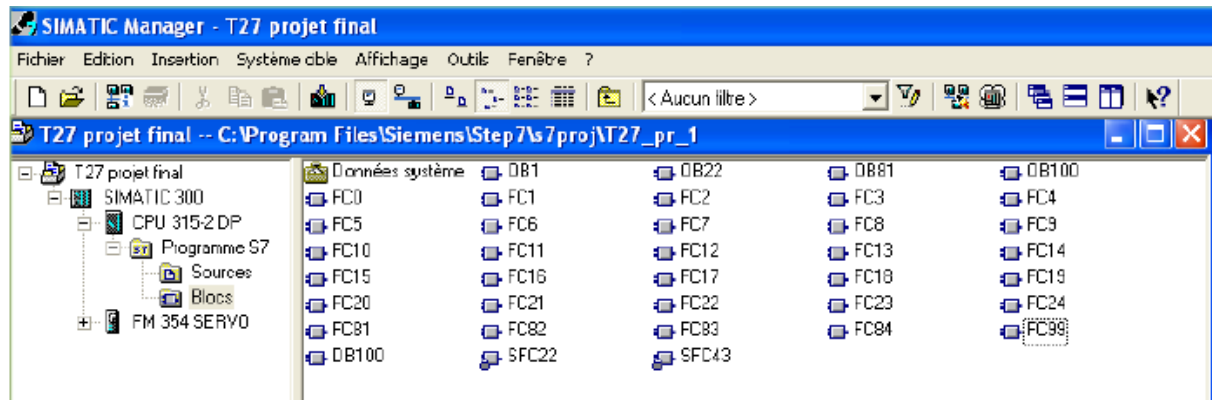 SIMATIC Manager - T27 projet final
Fichier Edition Insertion Système cible Affichage Outils Fenêtre ?
< Aucun filtre >
T27 projet final -- C:\Program Files\Siemens\Step7\s7proj\T27_pr_1
T27 projet final
SIMATIC 300
CPU 315-2 DP
Programme S7
Sources
Blocs
FM 354 SERVO
Données système OB1 OB22 OB81 OB100
FC0 FC1 FC2 FC3 FC4
FC5 FC6 FC7 FC8 FC9
FC10 FC11 FC12 FC13 FC14
FC15 FC16 FC17 FC18 FC19
FC20 FC21 FC22 FC23 FC24
FC81 FC82 FC83 FC84 FC99
DB100 SFC22 SFC43